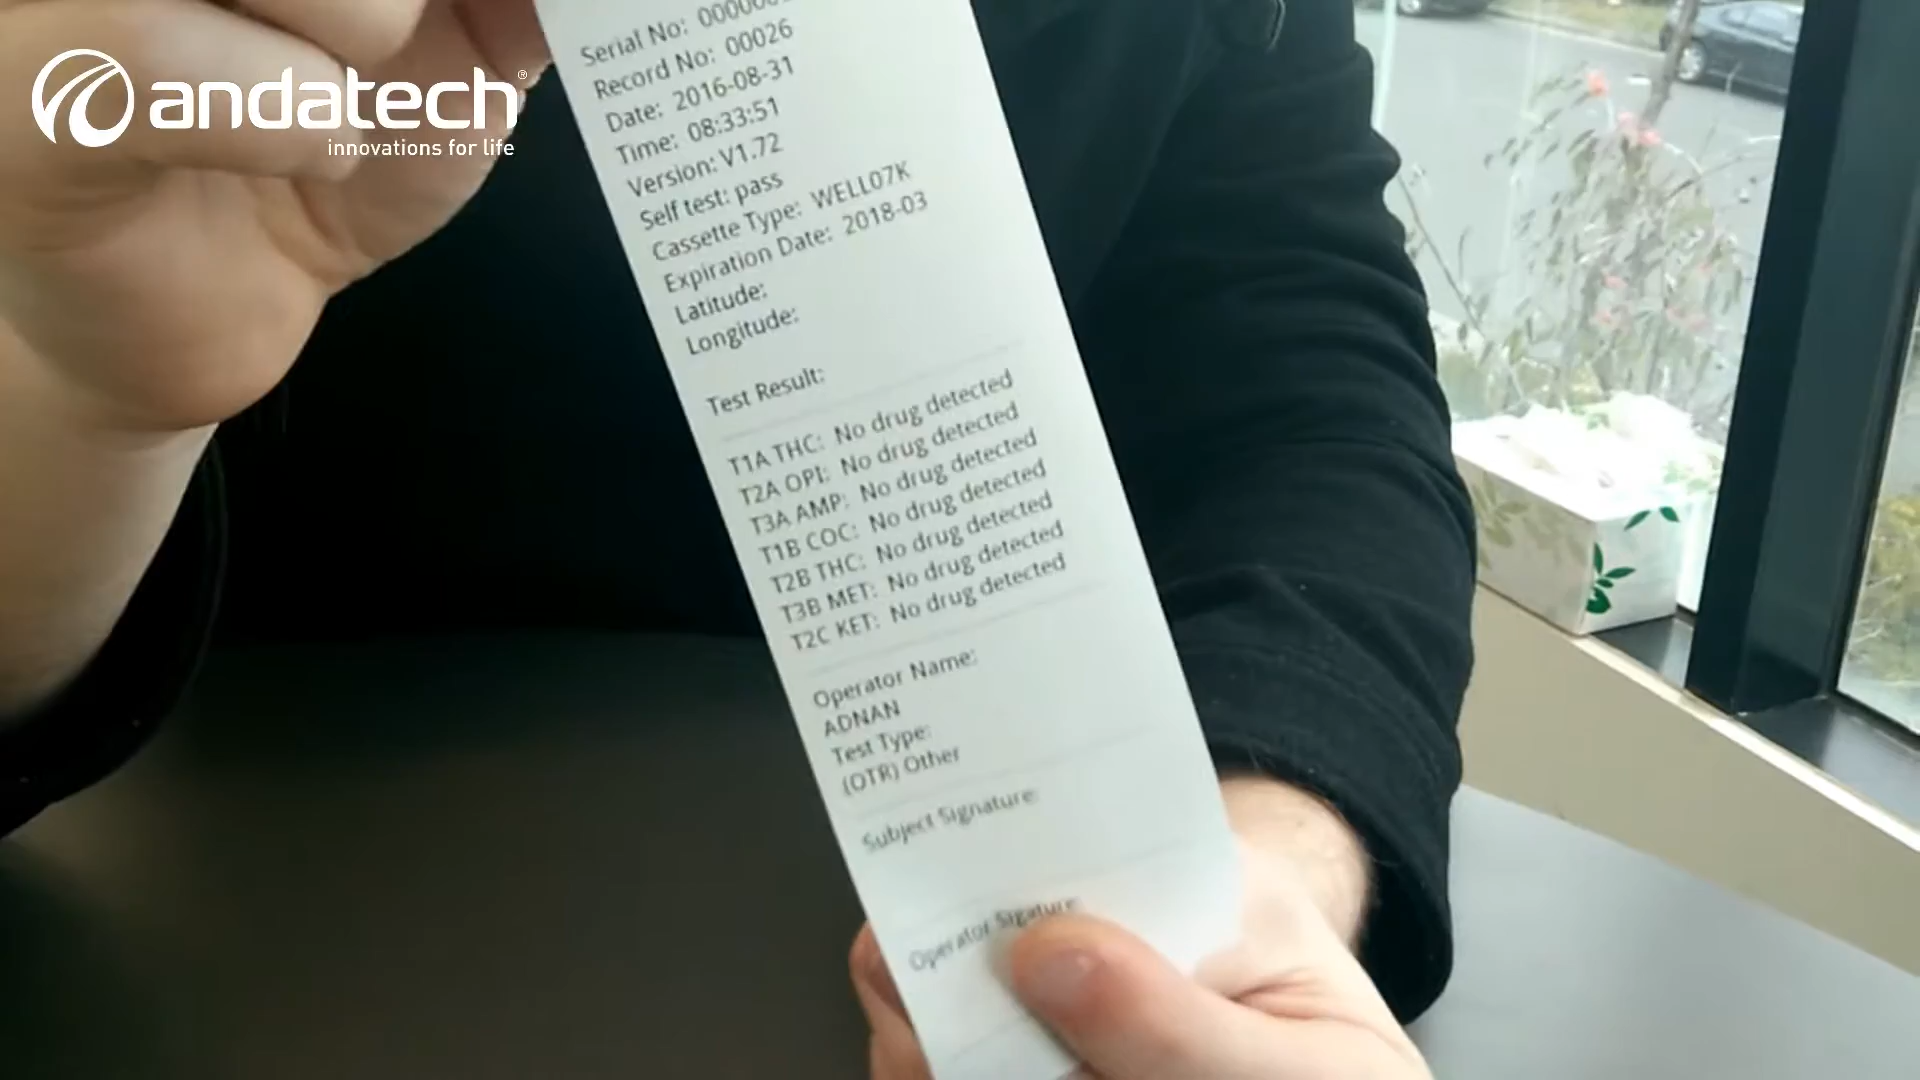 andatech®
innovations for life
Serial No:
Record No: 00026
Date: 2016-08-31
Time: 08:33:51
Version: V1.72
Self test: pass
Cassette Type: WELL07K
Expiration Date: 2018-03
Latitude:
Longitude:
Test Result:
T1A THC: No drug detected
T2A OPI: No drug detected
T3A AMP: No drug detected
T1B COC: No drug detected
T2B THC: No drug detected
T3B MET: No drug detected
T2C KET: No drug detected
Operator Name:
ADNAN
Test Type:
(OTR) Other
Subject Signature:
Operator Sigature: